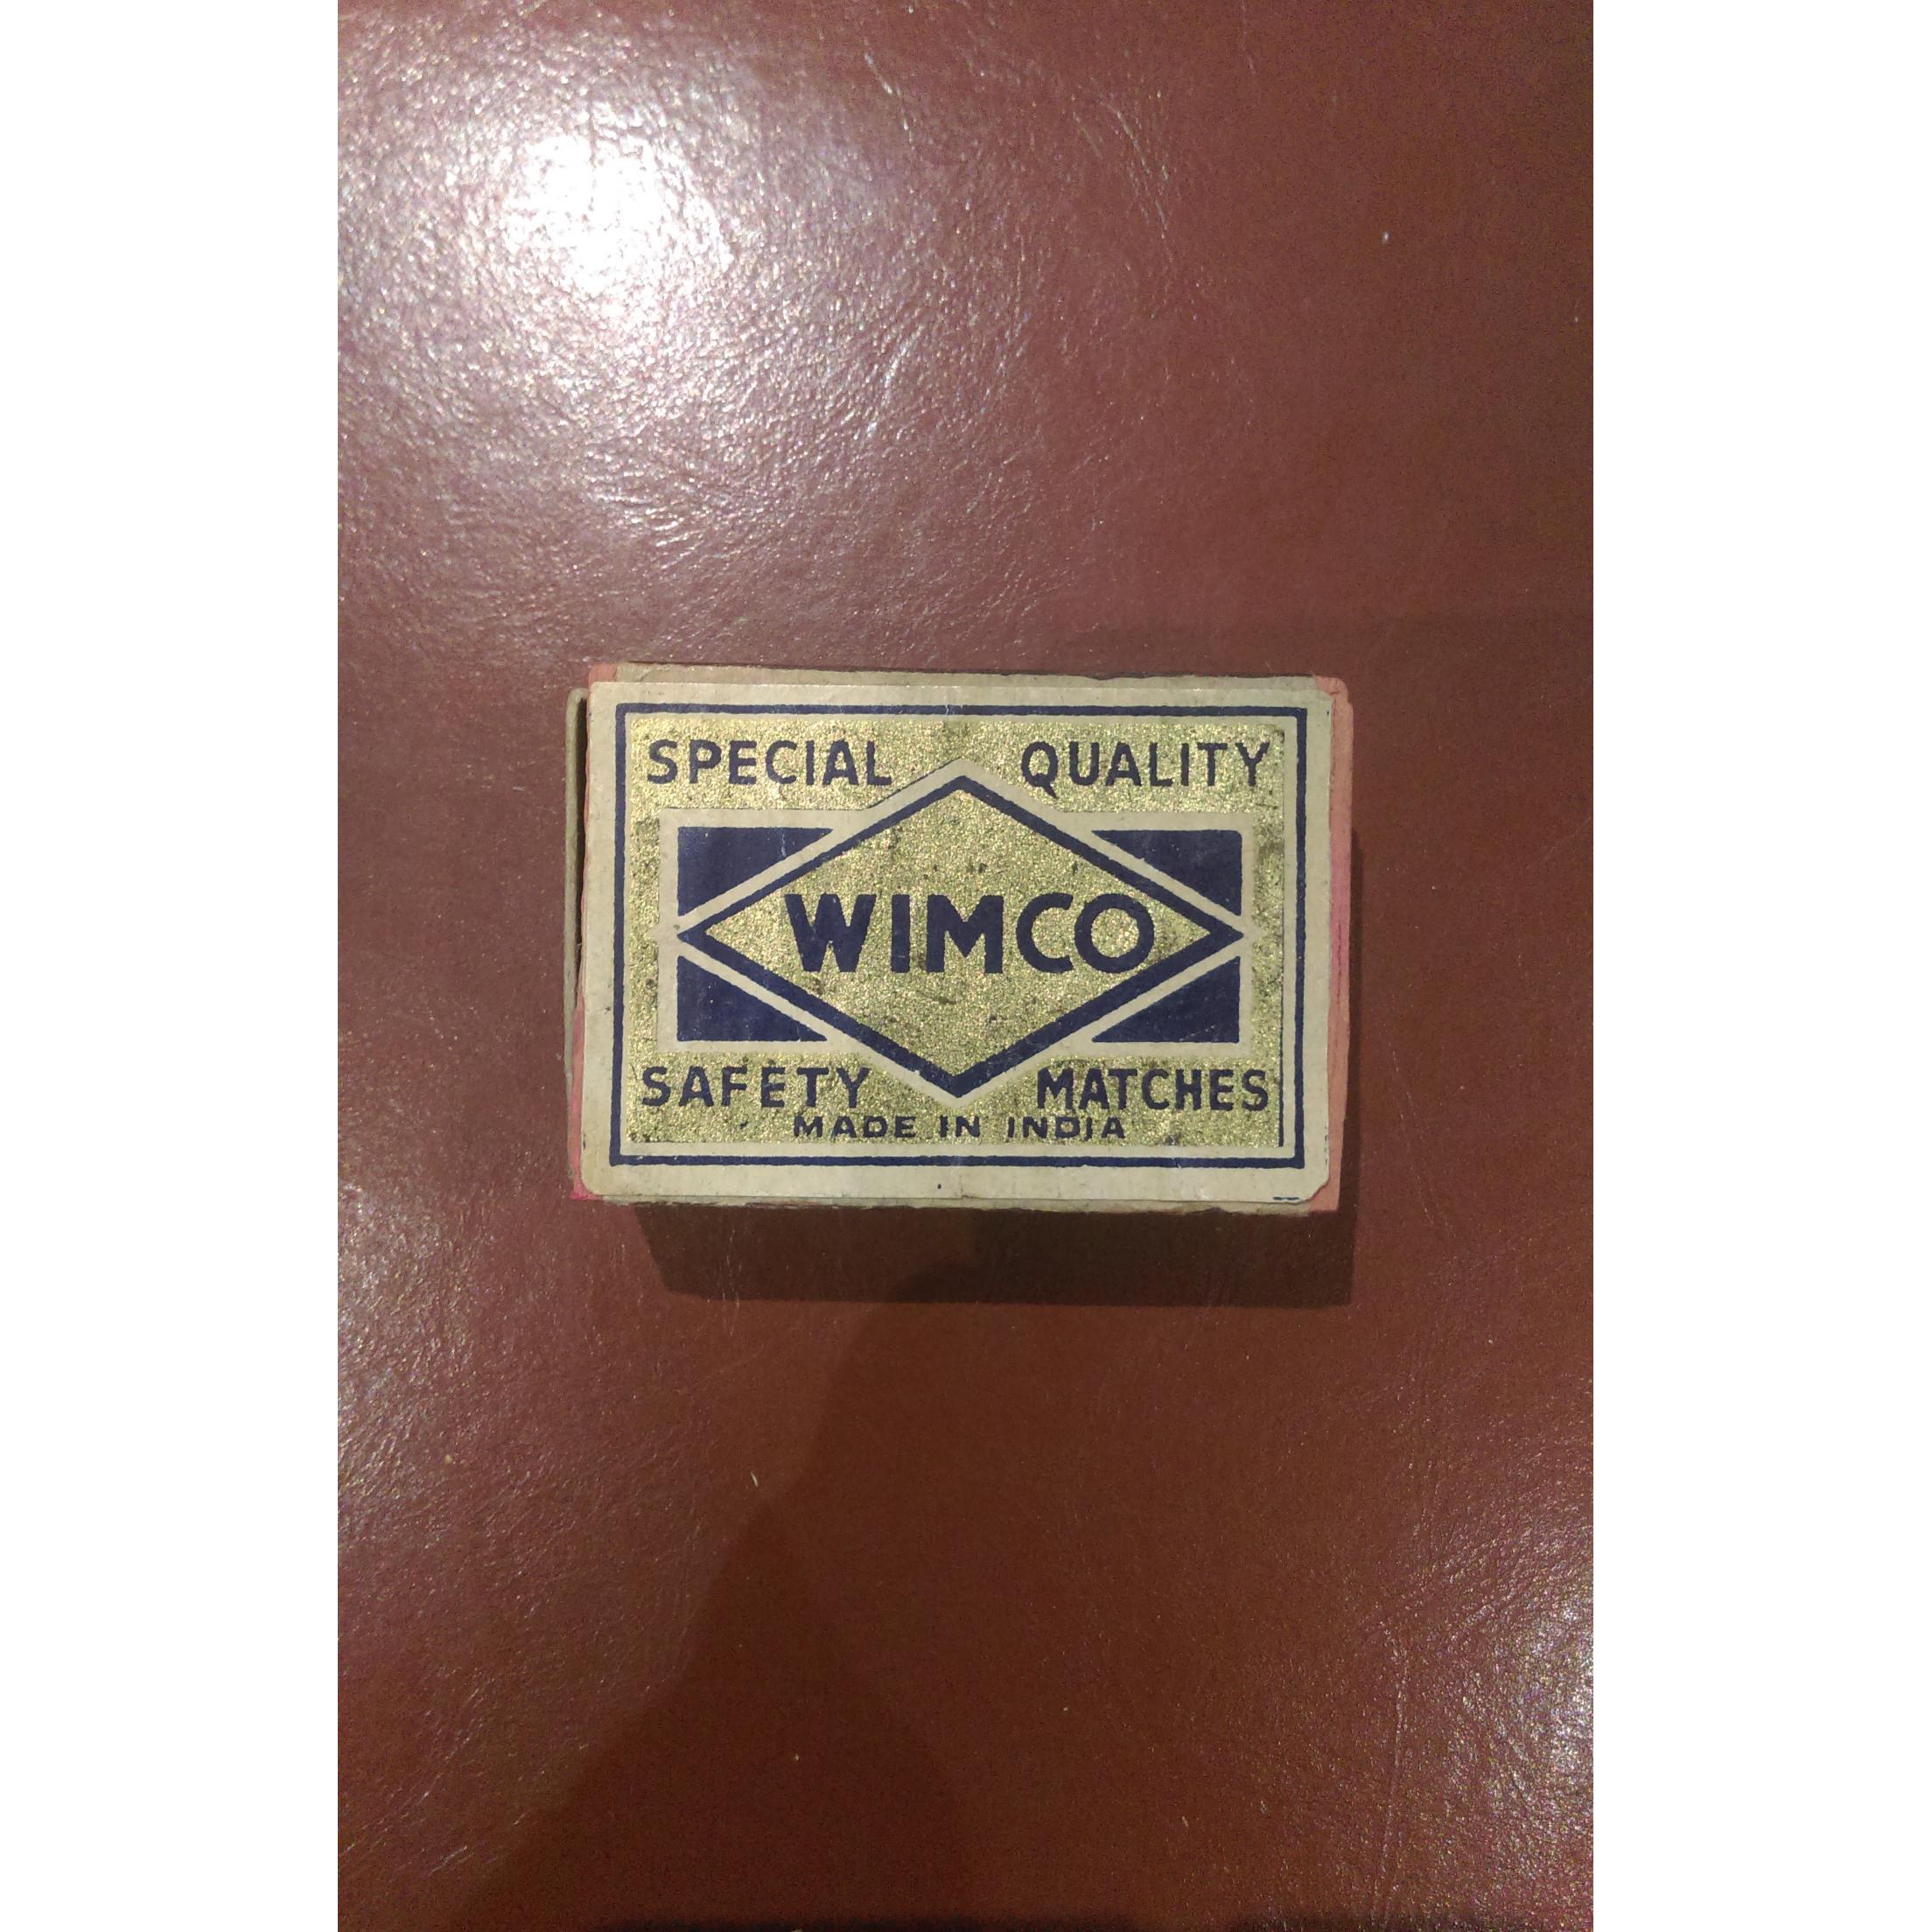 SPECIAL QUALITY
WIMCO
SAFETY MATCHES
MADE IN INDIA